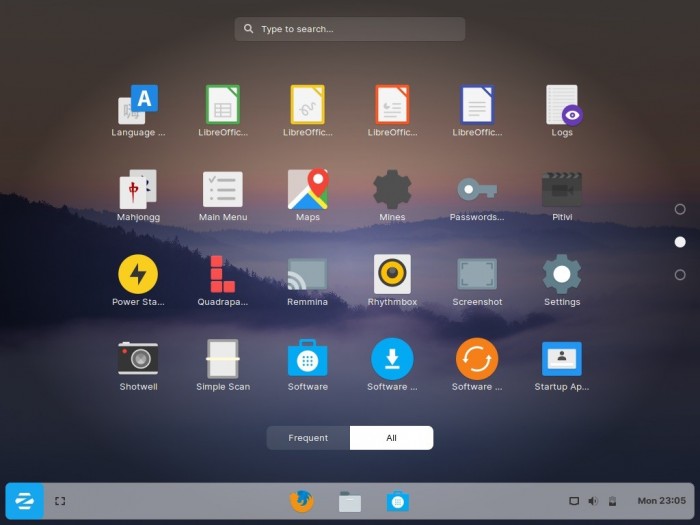 Type to search...
A
Language ...
LibreOffic...
LibreOffic...
LibreOffic...
LibreOffic...
Logs
Mahjongg
Main Menu
Maps
Mines
Passwords...
Pitivi
Power Sta...
Quadrapa...
Remmina
Rhythmbox
Screenshot
Settings
Shotwell
Simple Scan
Software
Software ...
Software ...
Startup Ap...
Frequent
All
Mon 23:05